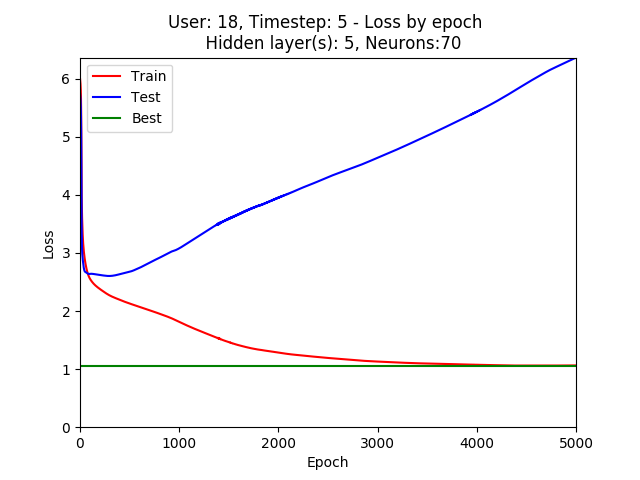 User: 18, Timestep: 5 - Loss by epoch
Hidden layer(s): 5, Neurons:70
Train
Test
Best
6
5
4
3
2
1
0
Loss
0 1000 2000 3000 4000 5000
Epoch